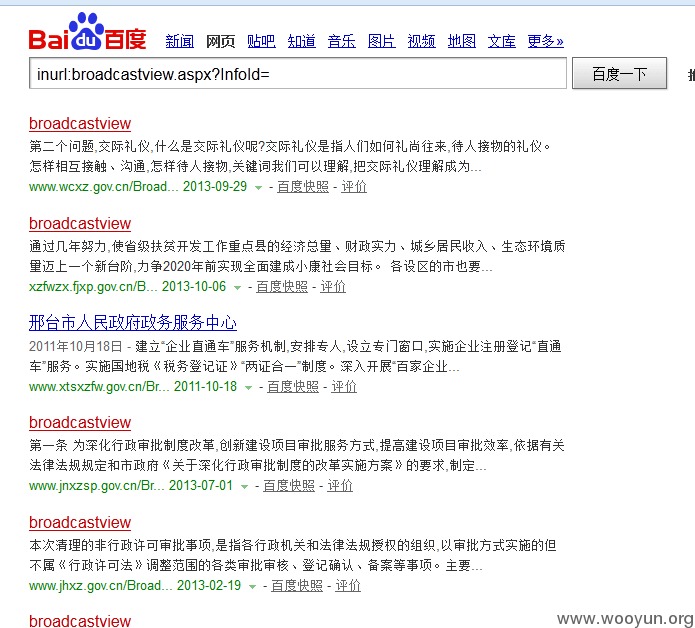 Bai du 百度 新闻 网页 贴吧 知道 音乐 图片 视频 地图 文库 更多»
inurl:broadcastview.aspx?InfoId= 百度一下
broadcastview
第二个问题,交际礼仪,什么是交际礼仪呢?交际礼仪是指人们如何礼尚往来,待人接物的礼仪。
怎样相互接触、沟通,怎样待人接物,关键词我们可以理解,把交际礼仪理解成为...
www.wcxz.gov.cn/Broad... 2013-09-29 - 百度快照 - 评价
broadcastview
通过几年努力,使省级扶贫开发工作重点县的经济总量、财政实力、城乡居民收入、生态环境质
量迈上一个新台阶,力争2020年前实现全面建成小康社会目标。 各设区的市也要...
xzfwzx.fjxp.gov.cn/B... 2013-10-06 - 百度快照 - 评价
邢台市人民政府政务服务中心
2011年10月18日 - 建立“企业直通车”服务机制,安排专人,设立专门窗口,实施企业注册登记“直通
车”服务。实施国地税《税务登记证》“两证合一”制度。深入开展“百家企业...
www.xtsxzfw.gov.cn/Br... 2011-10-18 - 百度快照 - 评价
broadcastview
第一条 为深化行政审批制度改革,创新建设项目审批服务方式,提高建设项目审批效率,依据有关
法律法规规定和市政府《关于深化行政审批制度的改革实施方案》的要求,制定...
www.jnxzsp.gov.cn/Br... 2013-07-01 - 百度快照 - 评价
broadcastview
本次清理的非行政许可审批事项,是指各行政机关和法律法规授权的组织,以审批方式实施的但
不属《行政许可法》调整范围的各类审批审核、登记确认、备案等事项。主要...
www.jhxz.gov.cn/Broad... 2013-02-19 - 百度快照 - 评价
broadcastview
www.wooyun.org